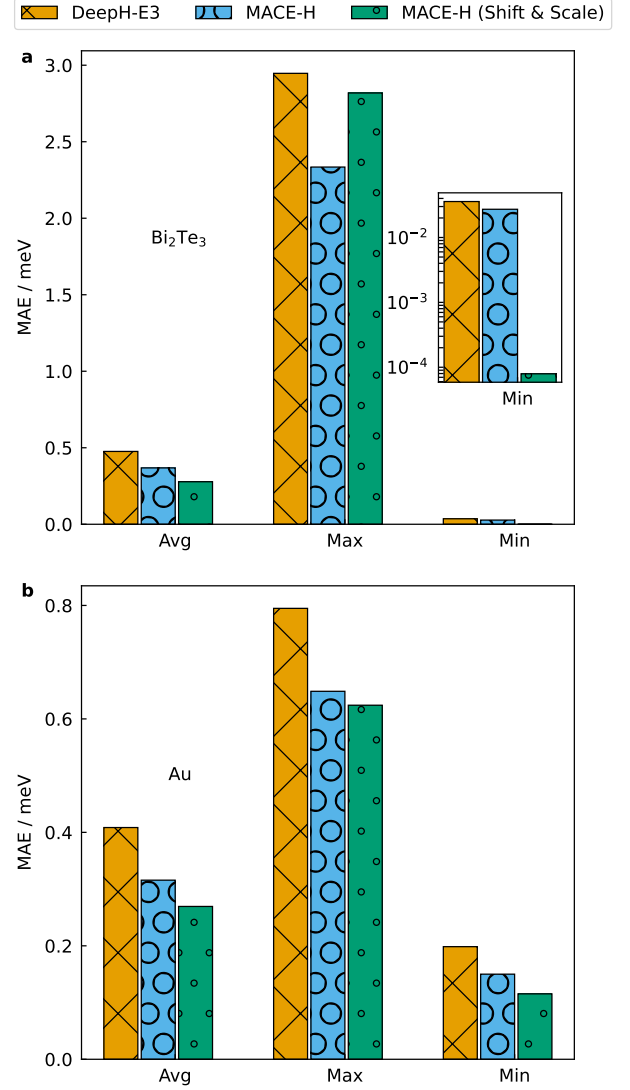 DeepH-E3 MACE-H MACE-H (Shift & Scale)
a
3.0
2.5
2.0
1.5
1.0
0.5
0.0
MAE / meV
Bi₂Te₃
10⁻²
10⁻³
10⁻⁴
Min
Avg Max Min
b
0.8
0.6
0.4
0.2
0.0
MAE / meV
Au
Avg Max Min